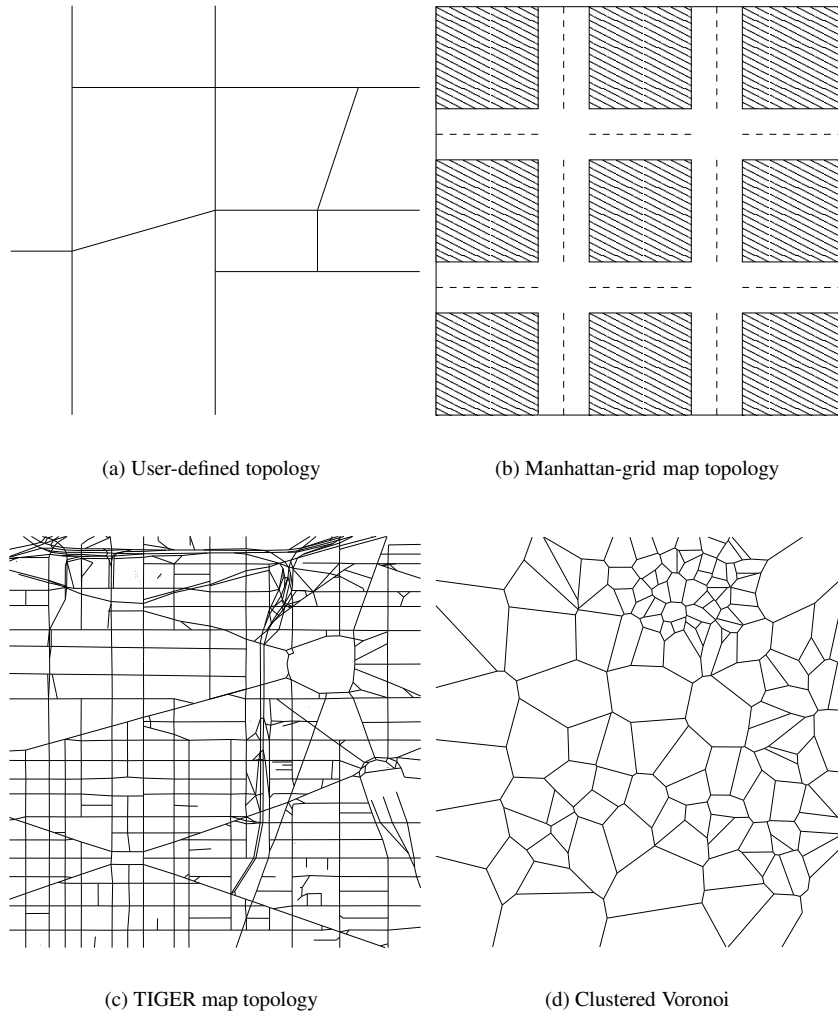 (a) User-defined topology
(b) Manhattan-grid map topology
(c) TIGER map topology
(d) Clustered Voronoi